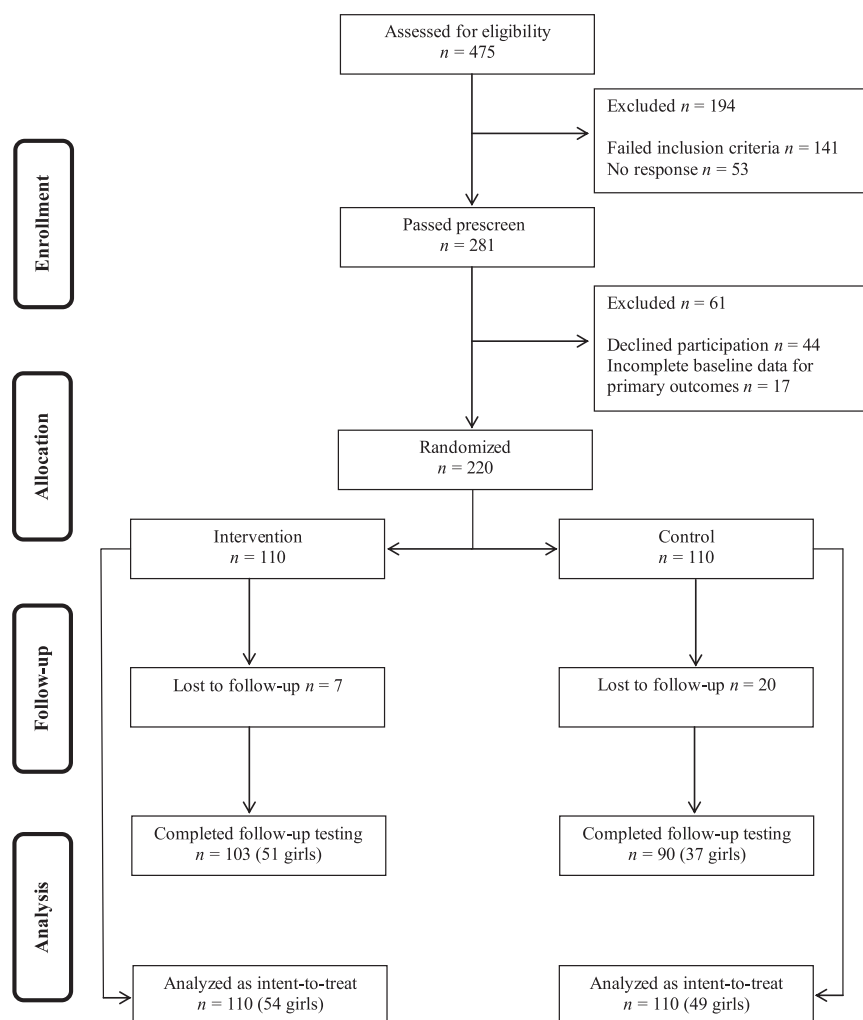 Assessed for eligibility
n = 475
Excluded n = 194
Failed inclusion criteria n = 141
No response n = 53
Enrollment
Passed prescreen
n = 281
Excluded n = 61
Declined participation n = 44
Incomplete baseline data for
primary outcomes n = 17
Allocation
Randomized
n = 220
Intervention
n = 110
Control
n = 110
Follow-up
Lost to follow-up n = 7
Lost to follow-up n = 20
Completed follow-up testing
n = 103 (51 girls)
Completed follow-up testing
n = 90 (37 girls)
Analysis
Analyzed as intent-to-treat
n = 110 (54 girls)
Analyzed as intent-to-treat
n = 110 (49 girls)